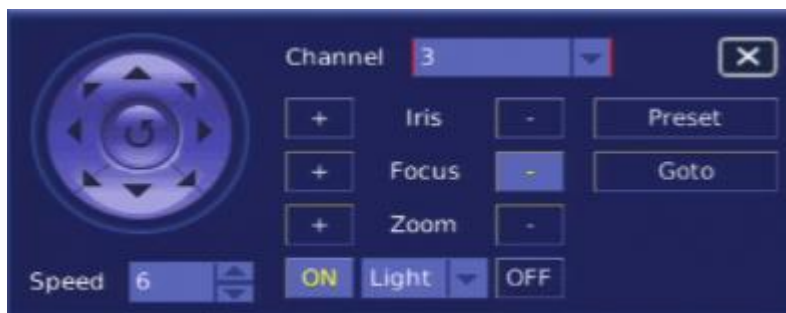 Channel 3
+ Iris - Preset
+ Focus - Goto
+ Zoom -
Speed 6 ON Light OFF